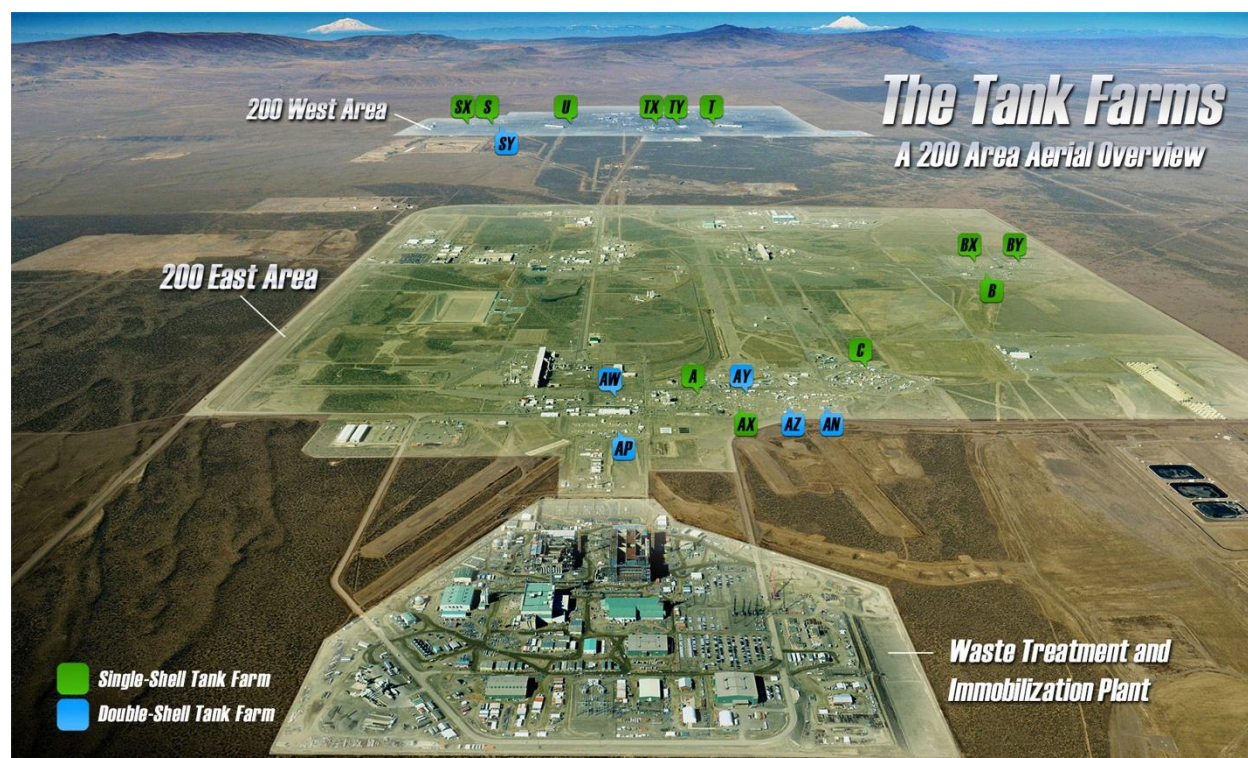 The Tank Farms
A 200 Area Aerial Overview
200 West Area
SX S U TX TY T
SY
200 East Area
BX BY
B
C
AW A AY
AX AZ AN
AP
Waste Treatment and
Immobilization Plant
Single-Shell Tank Farm
Double-Shell Tank Farm